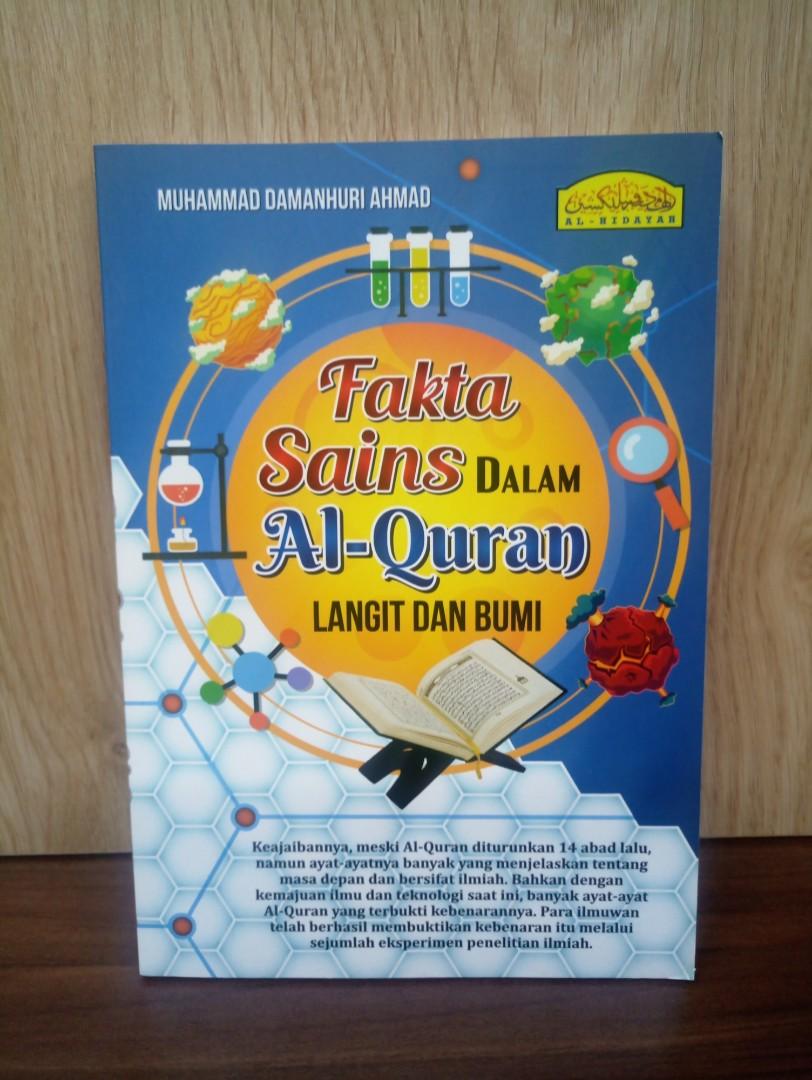 MUHAMMAD DAMANHURI AHMAD
AL-HIDAYAH
Fakta
Sains DALAM
Al-Quran
LANGIT DAN BUMI
Keajaibannya, meski Al-Quran diturunkan 14 abad lalu,
namun ayat-ayatnya banyak yang menjelaskan tentang
masa depan dan bersifat ilmiah. Bahkan dengan
kemajuan ilmu dan teknologi saat ini, banyak ayat-ayat
Al-Quran yang terbukti kebenarannya. Para ilmuwan
telah berhasil membuktikan kebenaran itu melalui
sejumlah eksperimen penelitian ilmiah.